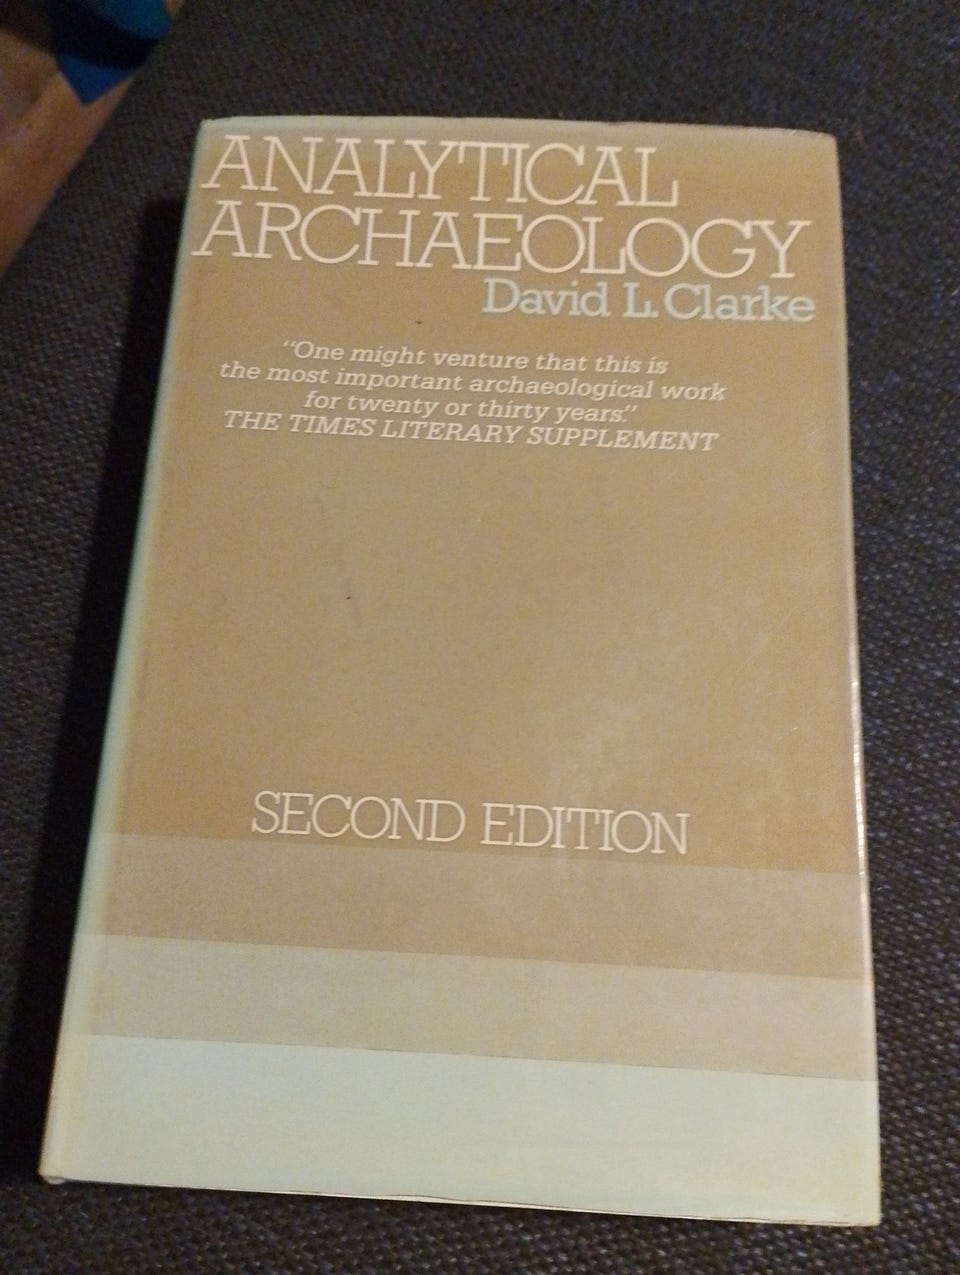 ANALYTICAL
ARCHAEOLOGY
David L. Clarke
“One might venture that this is
the most important archaeological work
for twenty or thirty years.”
THE TIMES LITERARY SUPPLEMENT
SECOND EDITION